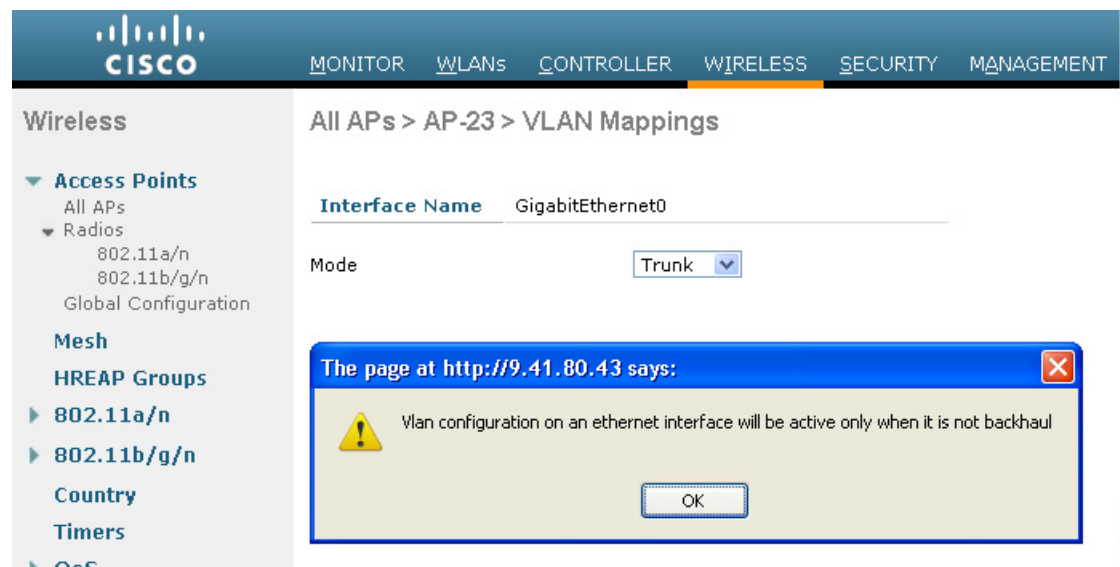 CISCO
MONITOR WLANs CONTROLLER WIRELESS SECURITY MANAGEMENT
Wireless
Access Points
All APs
Radios
802.11a/n
802.11b/g/n
Global Configuration
Mesh
HREAP Groups
802.11a/n
802.11b/g/n
Country
Timers
All APs > AP-23 > VLAN Mappings
Interface Name GigabitEthernet0
Mode Trunk
The page at http://9.41.80.43 says:
Vlan configuration on an ethernet interface will be active only when it is not backhaul
OK